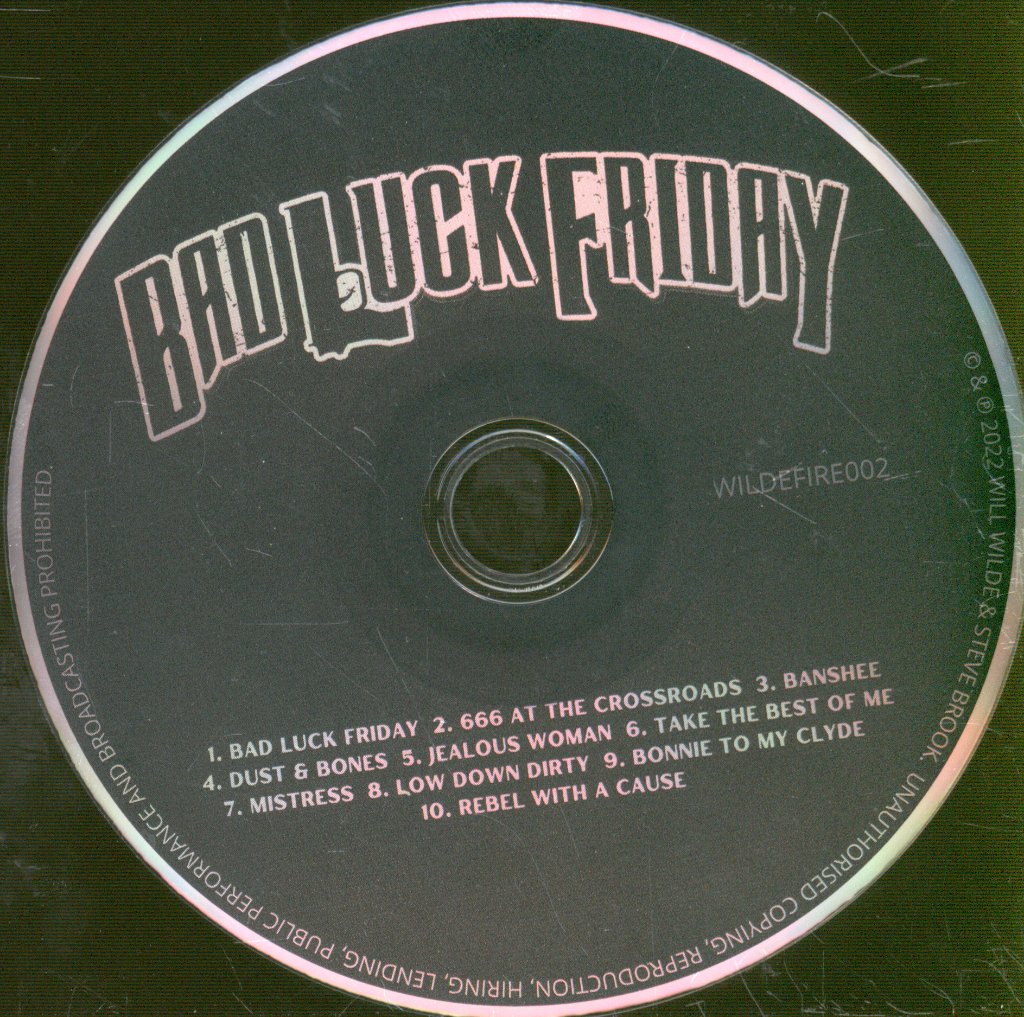 BAD LUCK FRIDAY
WILDEFIRE002
1. BAD LUCK FRIDAY 2. 666 AT THE CROSSROADS 3. BANSHEE
4. DUST & BONES 5. JEALOUS WOMAN 6. TAKE THE BEST OF ME
7. MISTRESS 8. LOW DOWN DIRTY 9. BONNIE TO MY CLYDE
10. REBEL WITH A CAUSE
© & ℗ 2022 WILL WILDE & STEVE BROOK. UNAUTHORISED COPYING, REPRODUCTION, HIRING, LENDING, PUBLIC PERFORMANCE AND BROADCASTING PROHIBITED.